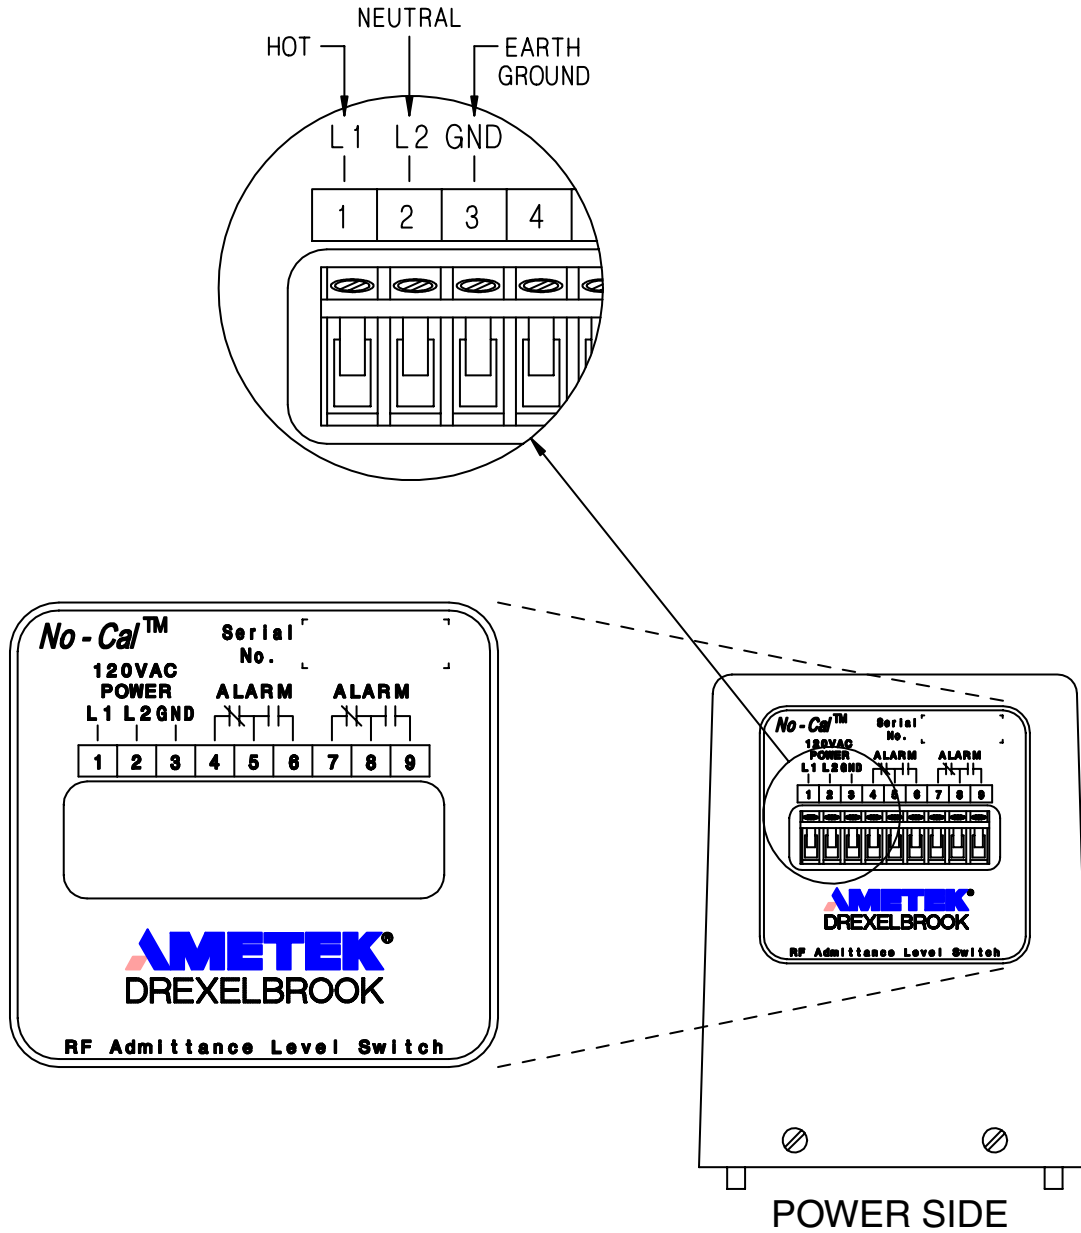 NEUTRAL
HOT
EARTH
GROUND
L1 L2 GND
1 2 3 4
No-Cal™
Serial
No.
120VAC
POWER
ALARM ALARM
L1 L2 GND
1 2 3 4 5 6 7 8 9
AMETEK®
DREXELBROOK
RF Admittance Level Switch
No-Cal™
Serial
No.
120VAC
POWER
ALARM ALARM
L1 L2 GND
1 2 3 4 5 6 7 8 9
AMETEK®
DREXELBROOK
RF Admittance Level Switch
POWER SIDE